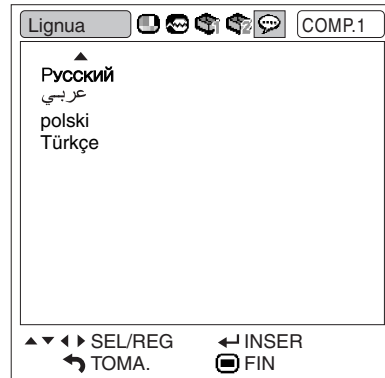 Lignua COMP.1
Русский
عربي
polski
Türkçe
SEL/REG INSER
TOMA. FIN